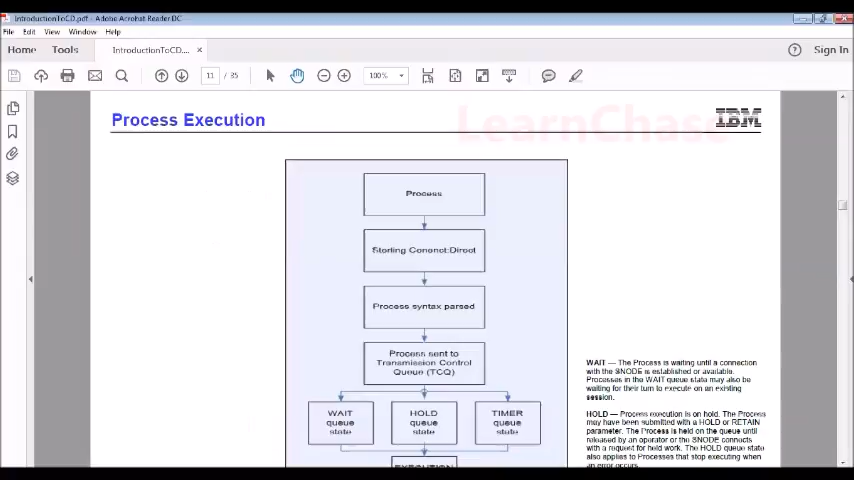 IntroductionToCD.pdf - Adobe Acrobat Reader DC
File Edit View Window Help
Home Tools IntroductionToCD.... × Sign In
11 / 35 100%
LearnChase
Process Execution IBM
Process
Sterling Connect:Direct
Process syntax parsed
Process sent to
Transmission Control
Queue (TCQ)
WAIT
queue
state
HOLD
queue
state
TIMER
queue
state
EXECUTION
WAIT — The Process is waiting until a connection
with the SNODE is established or available.
Processes in the WAIT queue state may also be
waiting for their turn to execute on an existing
session.
HOLD — Process execution is on hold. The Process
may have been submitted with a HOLD or RETAIN
parameter. The Process is held on the queue until
released by an operator or the SNODE connects
with a request for held work. The HOLD queue state
also applies to Processes that stop executing when
an error occurs.